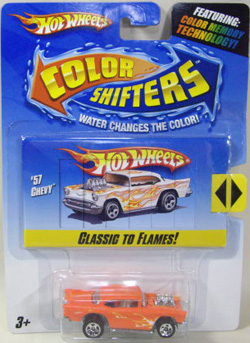 Hot Wheels
FEATURING:
COLOR MEMORY
TECHNOLOGY!
COLOR
SHIFTERS
WATER CHANGES THE COLOR!
Hot Wheels
'57
CHEVY
CLASSIC TO FLAMES!
3+